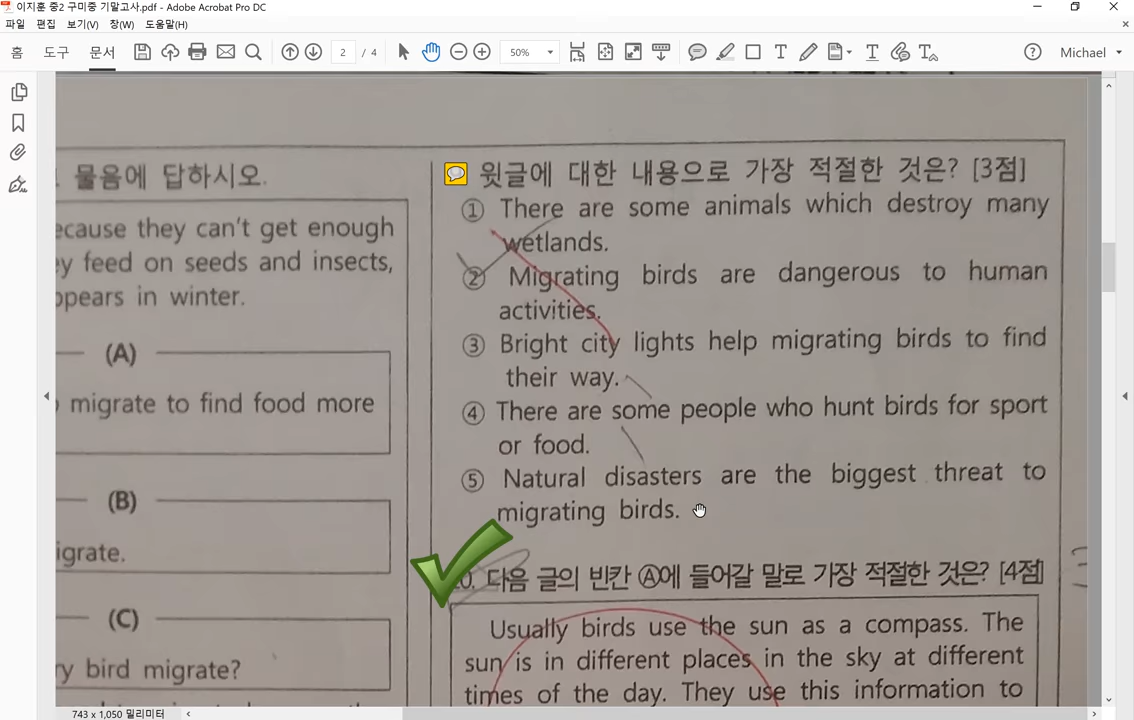 이지훈 중2 구미중 기말고사.pdf - Adobe Acrobat Pro DC
파일 편집 보기(V) 창(W) 도움말(H)
홈 도구 문서 2 / 4 50% Michael
물음에 답하시오.
ecause they can't get enough
y feed on seeds and insects,
ppears in winter.
(A)
migrate to find food more
(B)
igrate.
(C)
ry bird migrate?
윗글에 대한 내용으로 가장 적절한 것은? [3점]
① There are some animals which destroy many
wetlands.
② Migrating birds are dangerous to human
activities.
③ Bright city lights help migrating birds to find
their way.
④ There are some people who hunt birds for sport
or food.
⑤ Natural disasters are the biggest threat to
migrating birds.
0. 다음 글의 빈칸 Ⓐ에 들어갈 말로 가장 적절한 것은? [4점]
Usually birds use the sun as a compass. The
sun is in different places in the sky at different
times of the day. They use this information to
743 x 1,050 밀리미터